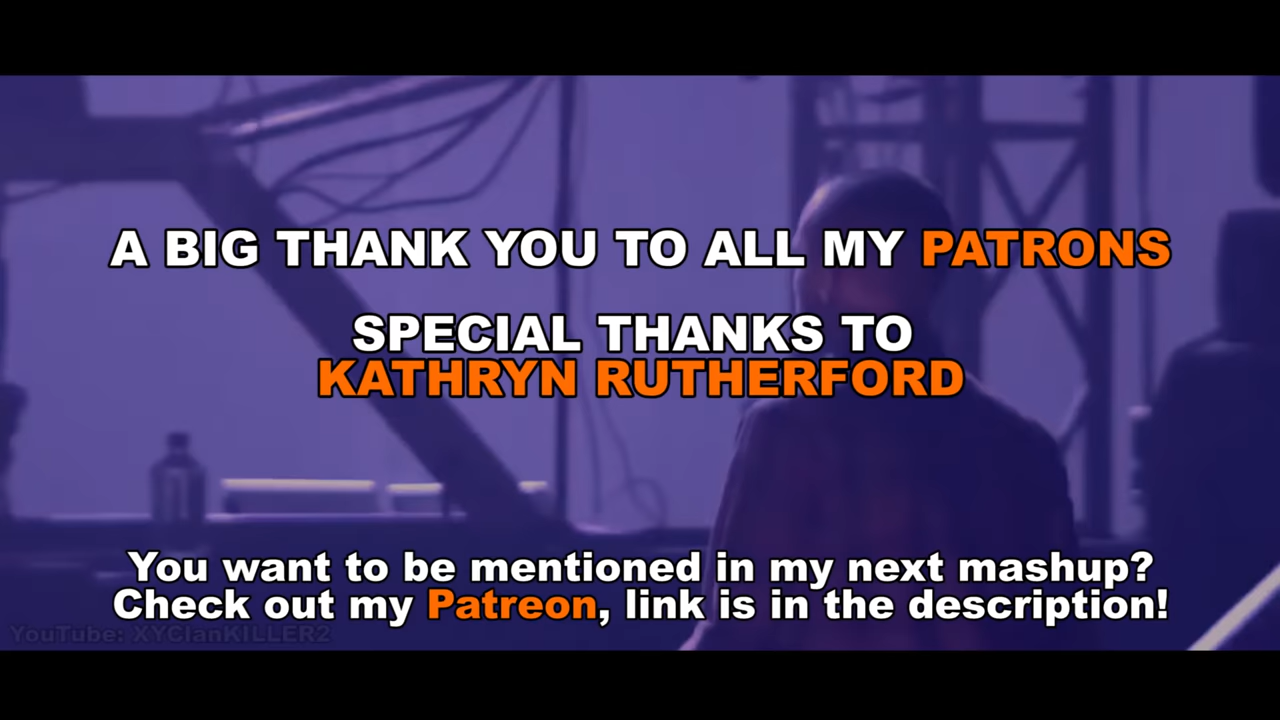 A BIG THANK YOU TO ALL MY PATRONS
SPECIAL THANKS TO
KATHRYN RUTHERFORD
You want to be mentioned in my next mashup?
Check out my Patreon, link is in the description!
YouTube: XYClanKILLER2